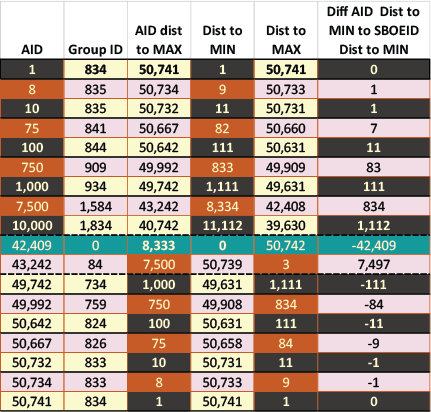 AID Group ID AID dist to MAX Dist to MIN Dist to MAX Diff AID Dist to MIN to SBOEID Dist to MIN
1 834 50,741 1 50,741 0
8 835 50,734 9 50,733 1
10 835 50,732 11 50,731 1
75 841 50,667 82 50,660 7
100 844 50,642 111 50,631 11
750 909 49,992 833 49,909 83
1,000 934 49,742 1,111 49,631 111
7,500 1,584 43,242 8,334 42,408 834
10,000 1,834 40,742 11,112 39,630 1,112
42,409 0 8,333 0 50,742 -42,409
43,242 84 7,500 50,739 3 7,497
49,742 734 1,000 49,631 1,111 -111
49,992 759 750 49,908 834 -84
50,642 824 100 50,631 111 -11
50,667 826 75 50,658 84 -9
50,732 833 10 50,731 11 -1
50,734 833 8 50,733 9 -1
50,741 834 1 50,741 1 0